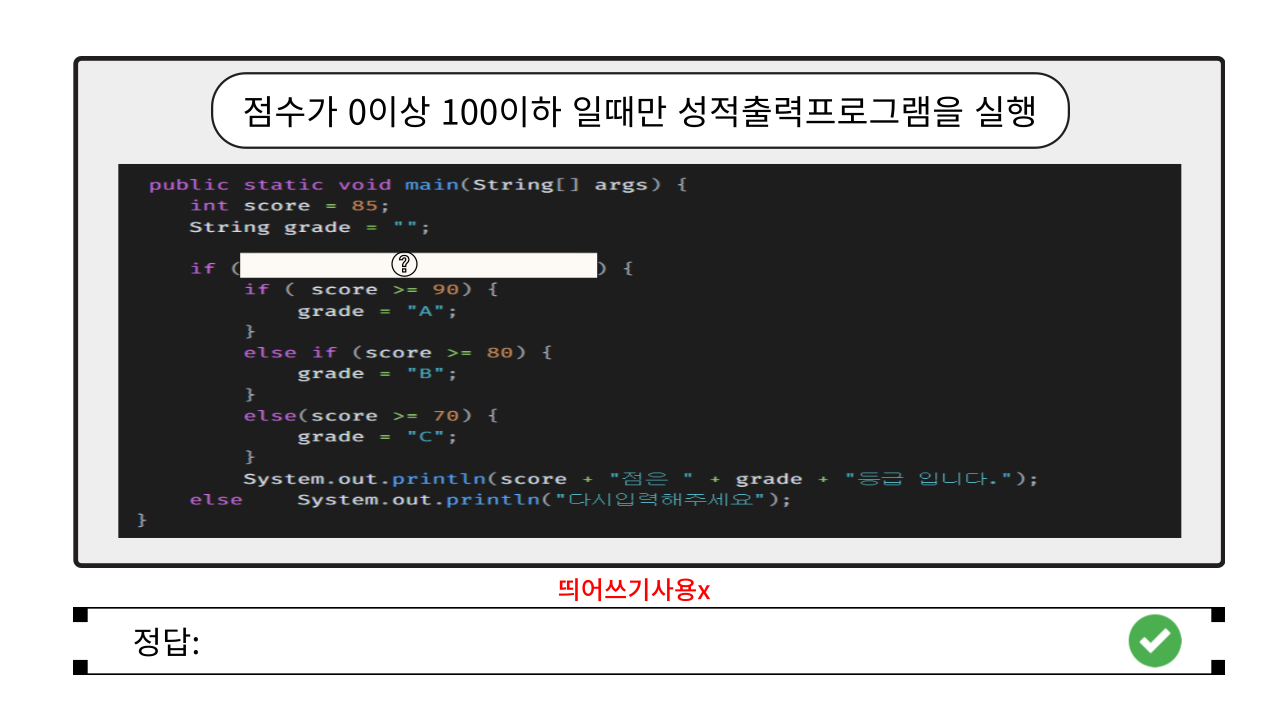 점수가 0이상 100이하 일때만 성적출력프로그램을 실행
public static void main(String[] args) {
int score = 85;
String grade = "";
if ( ? ) {
if ( score >= 90) {
grade = "A";
}
else if (score >= 80) {
grade = "B";
}
else(score >= 70) {
grade = "C";
}
System.out.println(score + "점은 " + grade + "등급 입니다.");
else System.out.println("다시입력해주세요");
}
띄어쓰기사용x
정답: